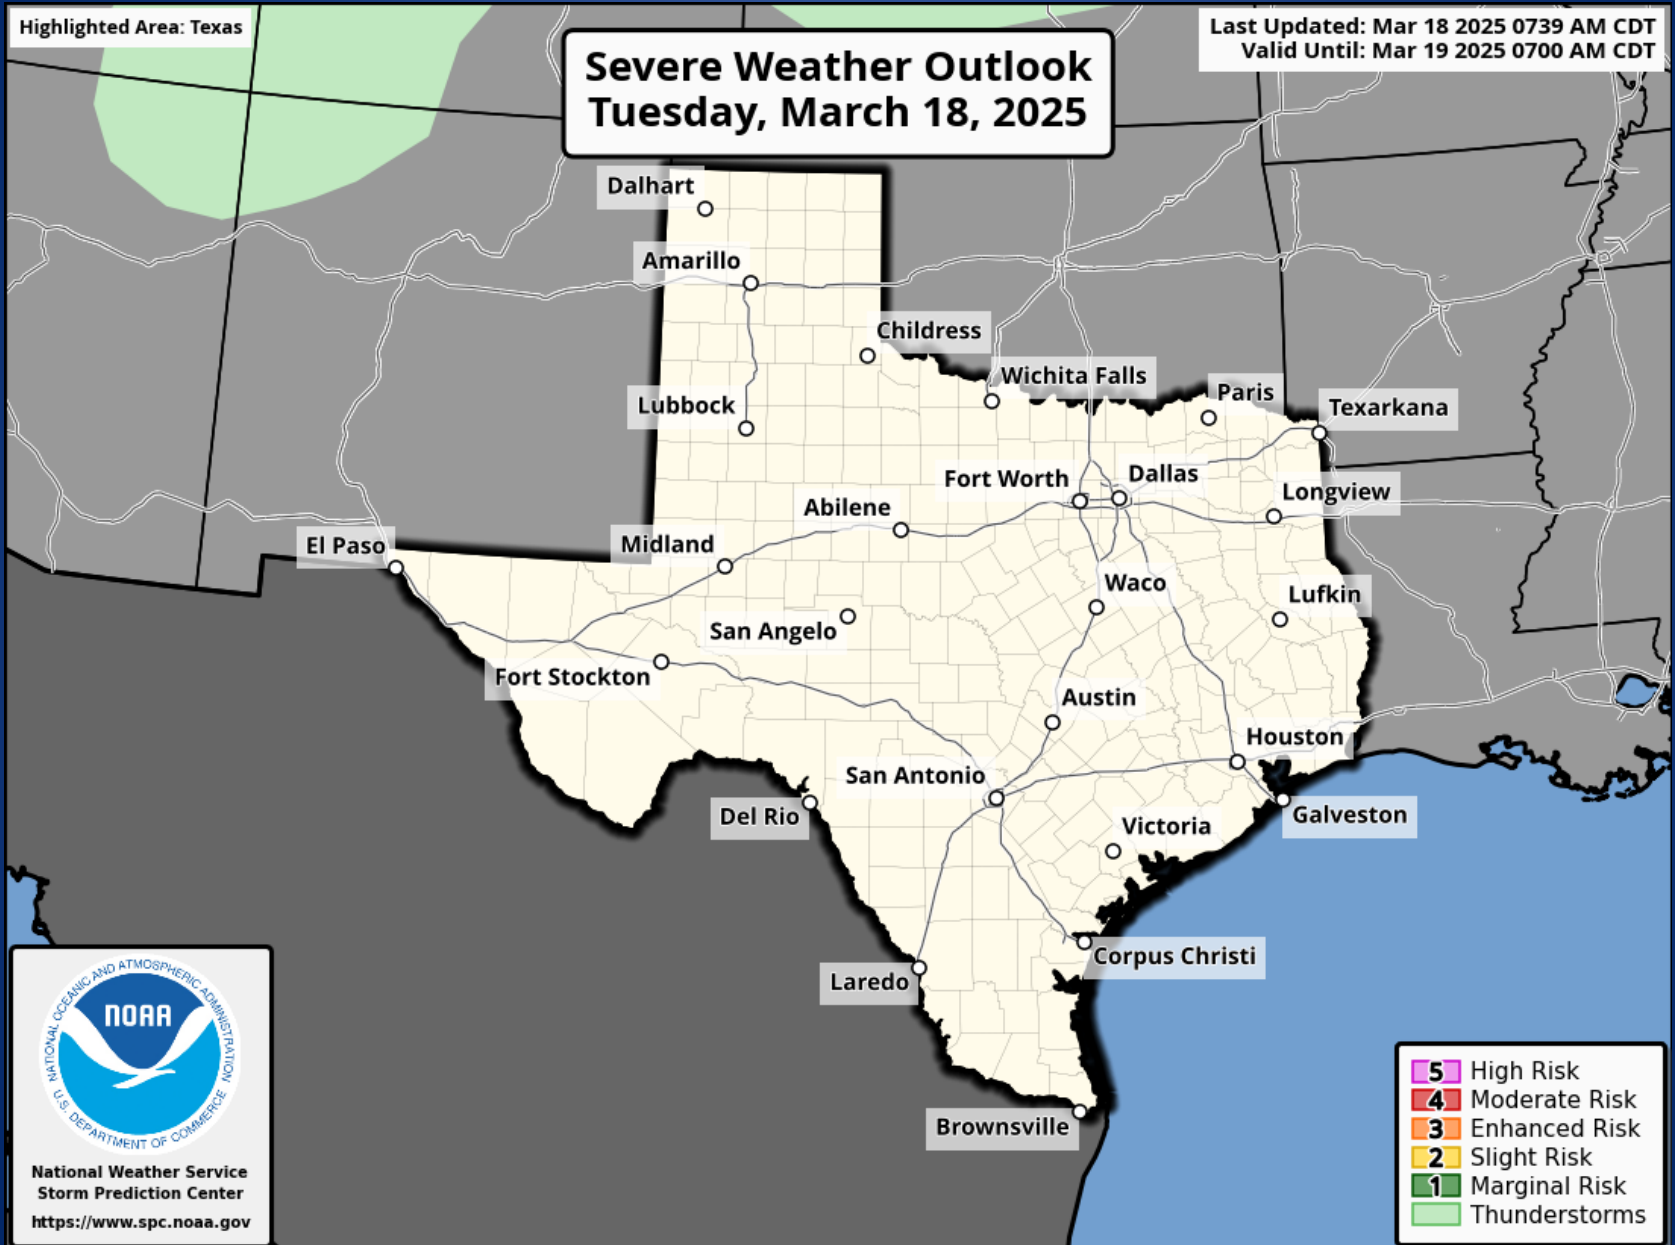 Highlighted Area: Texas
Last Updated: Mar 18 2025 0739 AM CDT
Valid Until: Mar 19 2025 0700 AM CDT
Severe Weather Outlook
Tuesday, March 18, 2025
Dalhart
Amarillo
Childress
Wichita Falls
Paris
Texarkana
Lubbock
Fort Worth
Dallas
Longview
Abilene
El Paso
Midland
Waco
Lufkin
San Angelo
Fort Stockton
Austin
Houston
San Antonio
Del Rio
Galveston
Victoria
Corpus Christi
Laredo
Brownsville
NATIONAL OCEANIC AND ATMOSPHERIC ADMINISTRATION
NOAA
U.S. DEPARTMENT OF COMMERCE
National Weather Service
Storm Prediction Center
https://www.spc.noaa.gov
5 High Risk
4 Moderate Risk
3 Enhanced Risk
2 Slight Risk
1 Marginal Risk
Thunderstorms